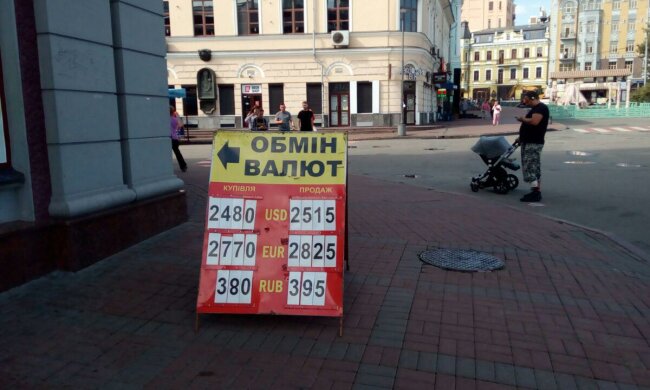 ОБМІН
ВАЛЮТ
КУПІВЛЯ ПРОДАЖ
2480 USD 2515
2770 EUR 2825
380 RUB 395